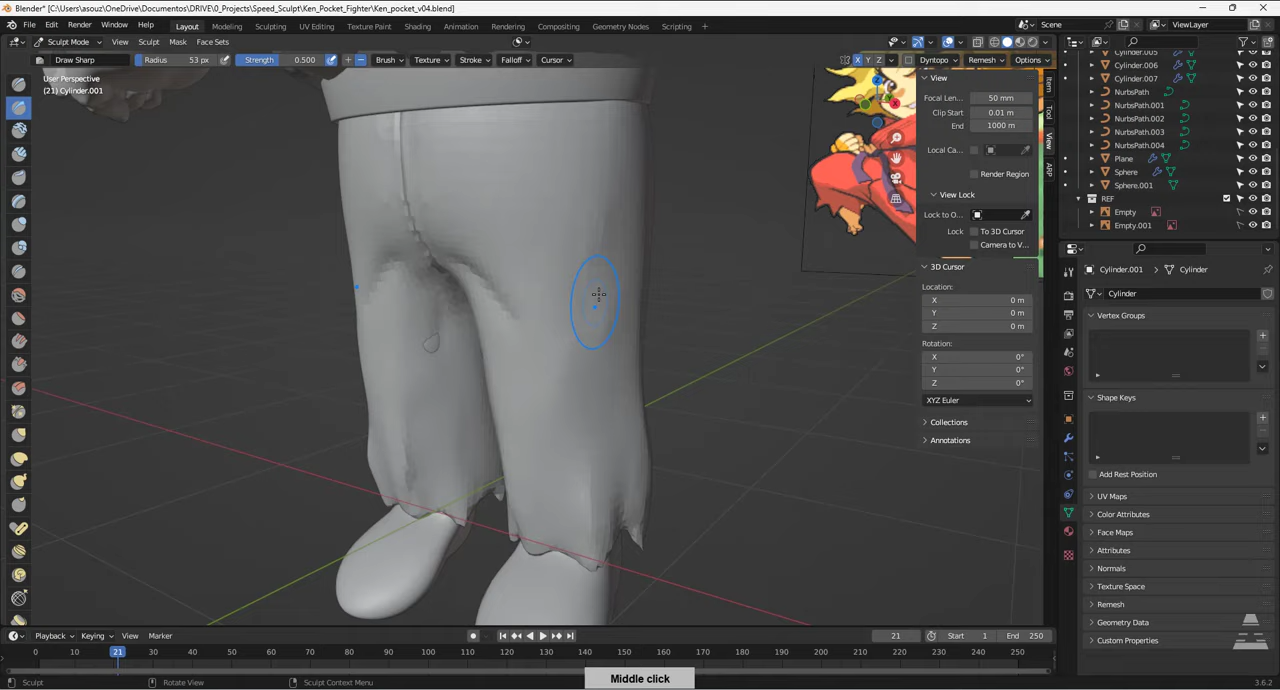 Blender* [C:\Users\asouz\OneDrive\Documentos\DRIVE\0_Projects\Speed_Sculpt\Ken_Pocket_Fighter\Ken_pocket_v04.blend]
File Edit Render Window Help Layout Modeling Sculpting UV Editing Texture Paint Shading Animation Rendering Compositing Geometry Nodes Scripting + Scene ViewLayer
Sculpt Mode View Sculpt Mask Face Sets
Draw Sharp Radius 53 px Strength 0.500 + Brush Texture Stroke Falloff Cursor X Y Z Dyntopo Remesh Options
User Perspective
(21) Cylinder.001
View
Focal Len... 50 mm
Clip Start 0.01 m
End 1000 m
Local Ca...
Render Region
View Lock
Lock to O...
Lock To 3D Cursor
Camera to V...
3D Cursor
Location:
X 0 m
Y 0 m
Z 0 m
Rotation:
X 0°
Y 0°
Z 0°
XYZ Euler
Collections
Annotations
Item
Tool
View
ARP
Cylinder.005
Cylinder.006
Cylinder.007
NurbsPath
NurbsPath.001
NurbsPath.002
NurbsPath.003
NurbsPath.004
Plane
Sphere
Sphere.001
REF
Empty
Empty.001
Cylinder.001 Cylinder
Cylinder
Vertex Groups
Shape Keys
Add Rest Position
UV Maps
Color Attributes
Face Maps
Attributes
Normals
Texture Space
Remesh
Geometry Data
Custom Properties
Playback Keying View Marker 21 Start 1 End 250
0 10 20 21 30 40 50 60 70 80 90 100 110 120 130 140 150 160 170 180 190 200 210 220 230 240 250
Middle click
Sculpt Rotate View Sculpt Context Menu 3.6.2